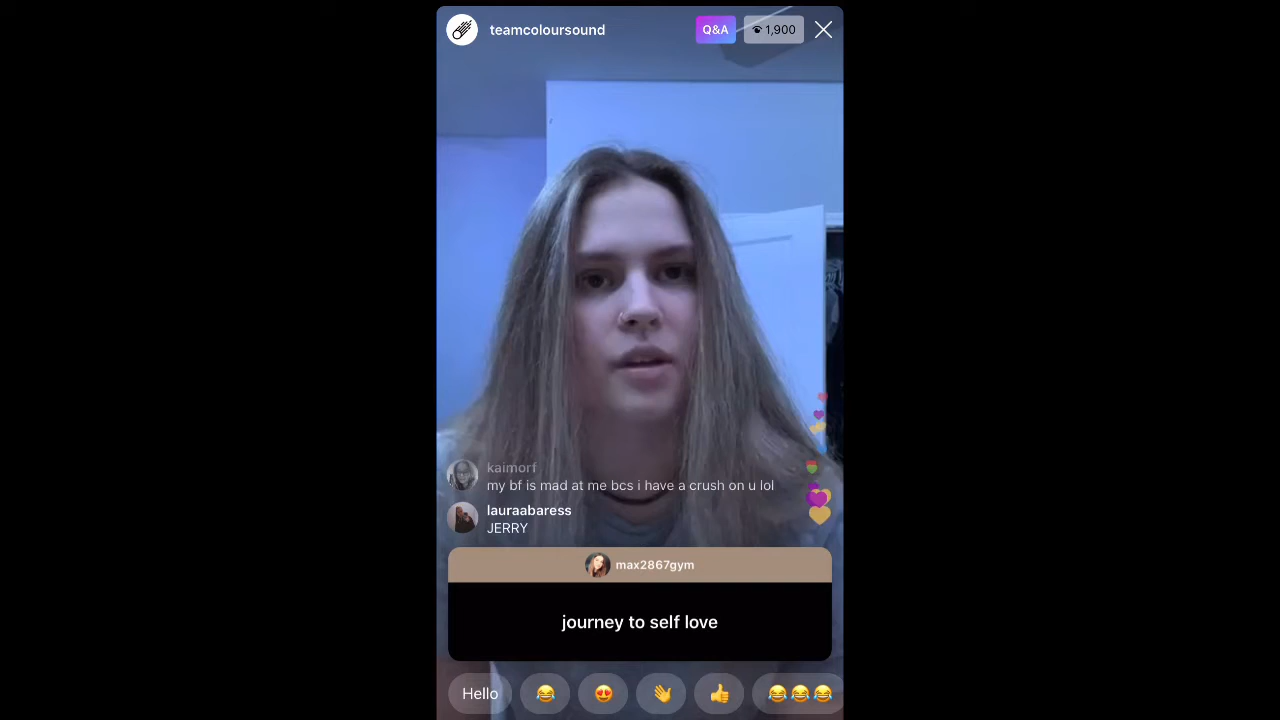 teamcoloursound
Q&A
1,900
kaimorf
my bf is mad at me bcs i have a crush on u lol
lauraabaress
JERRY
max2867gym
journey to self love
Hello